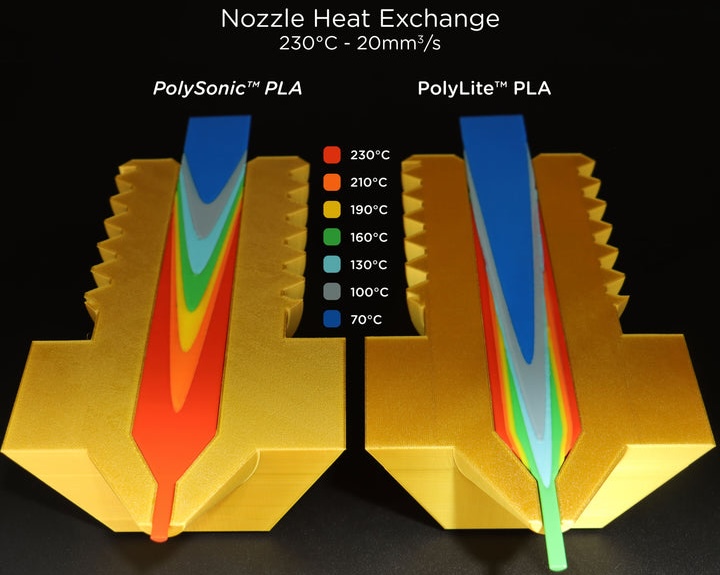 Nozzle Heat Exchange
230°C - 20mm³/s
PolySonic™ PLA
PolyLite™ PLA
230°C
210°C
190°C
160°C
130°C
100°C
70°C